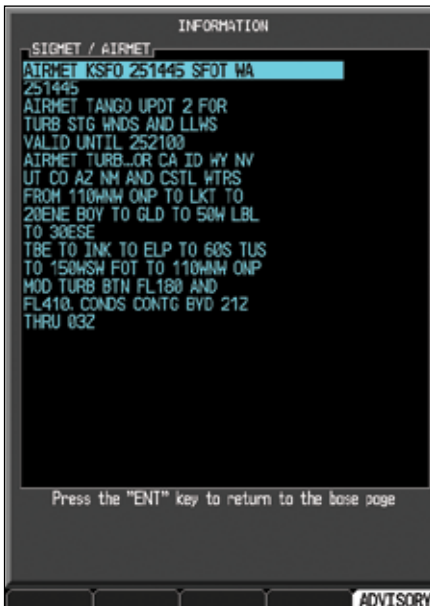 INFORMATION
SIGMET / AIRMET
AIRMET KSFO 251445 SFOT WA
251445
AIRMET TANGO UPDT 2 FOR
TURB STG WNDS AND LLWS
VALID UNTIL 252100
AIRMET TURB...OR CA ID WY NV
UT CO AZ NM AND CSTL WTRS
FROM 110WNW ONP TO LKT TO
20ENE BOY TO GLD TO 50W LBL
TO 30ESE
TBE TO INK TO ELP TO 60S TUS
TO 150WSW FOT TO 110WNW ONP
MOD TURB BTN FL180 AND
FL410. CONDS CONTG BYD 21Z
THRU 03Z
Press the "ENT" key to return to the base page
ADVISORY